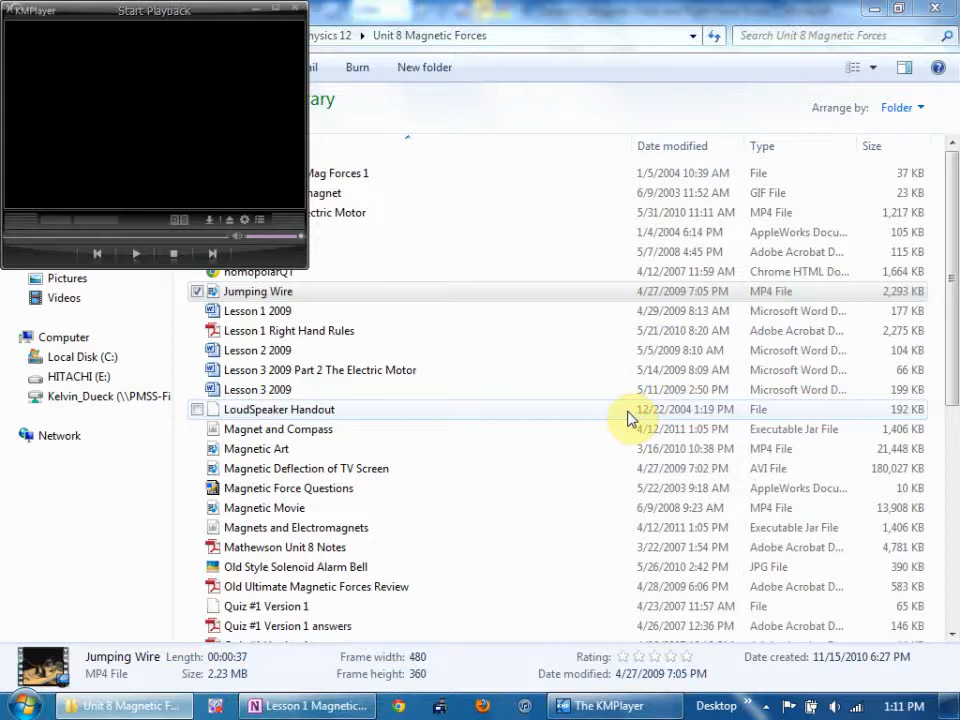 KMPlayer Start Playback
hysics 12 Unit 8 Magnetic Forces Search Unit 8 Magnetic Forces
ail Burn New folder
rary Arrange by: Folder
Date modified Type Size
Mag Forces 1 1/5/2004 10:39 AM File 37 KB
magnet 6/9/2003 11:52 AM GIF File 23 KB
ectric Motor 5/31/2010 11:11 AM MP4 File 1,217 KB
1/4/2004 6:14 PM AppleWorks Docu... 105 KB
5/7/2008 4:45 PM Adobe Acrobat D... 115 KB
homopolarQT 4/12/2007 11:59 AM Chrome HTML Do... 1,664 KB
Pictures
Jumping Wire 4/27/2009 7:05 PM MP4 File 2,293 KB
Videos
Lesson 1 2009 4/29/2009 8:13 AM Microsoft Word D... 177 KB
Lesson 1 Right Hand Rules 5/21/2010 8:20 AM Adobe Acrobat D... 2,275 KB
Computer
Lesson 2 2009 5/5/2009 8:10 AM Microsoft Word D... 104 KB
Local Disk (C:)
Lesson 3 2009 Part 2 The Electric Motor 5/14/2009 8:09 AM Microsoft Word D... 66 KB
HITACHI (E:)
Lesson 3 2009 5/11/2009 2:50 PM Microsoft Word D... 199 KB
Kelvin_Dueck (\\PMSS-Fi
LoudSpeaker Handout 12/22/2004 1:19 PM File 192 KB
Magnet and Compass 4/12/2011 1:05 PM Executable Jar File 1,406 KB
Network
Magnetic Art 3/16/2010 10:38 PM MP4 File 21,448 KB
Magnetic Deflection of TV Screen 4/27/2009 7:02 PM AVI File 180,027 KB
Magnetic Force Questions 5/22/2003 9:18 AM AppleWorks Docu... 10 KB
Magnetic Movie 6/9/2008 9:23 AM MP4 File 13,908 KB
Magnets and Electromagnets 4/12/2011 1:05 PM Executable Jar File 1,406 KB
Mathewson Unit 8 Notes 3/22/2007 1:54 PM Adobe Acrobat D... 4,781 KB
Old Style Solenoid Alarm Bell 5/26/2010 2:42 PM JPG File 390 KB
Old Ultimate Magnetic Forces Review 4/28/2009 6:06 PM Adobe Acrobat D... 583 KB
Quiz #1 Version 1 4/23/2007 11:57 AM File 65 KB
Quiz #1 Version 1 answers 4/26/2007 12:36 PM Adobe Acrobat D... 146 KB
Jumping Wire Length: 00:00:37 Frame width: 480 Rating: Date created: 11/15/2010 6:27 PM
MP4 File Size: 2.23 MB Frame height: 360 Date modified: 4/27/2009 7:05 PM
Unit 8 Magnetic F... Lesson 1 Magnetic... The KMPlayer Desktop 1:11 PM